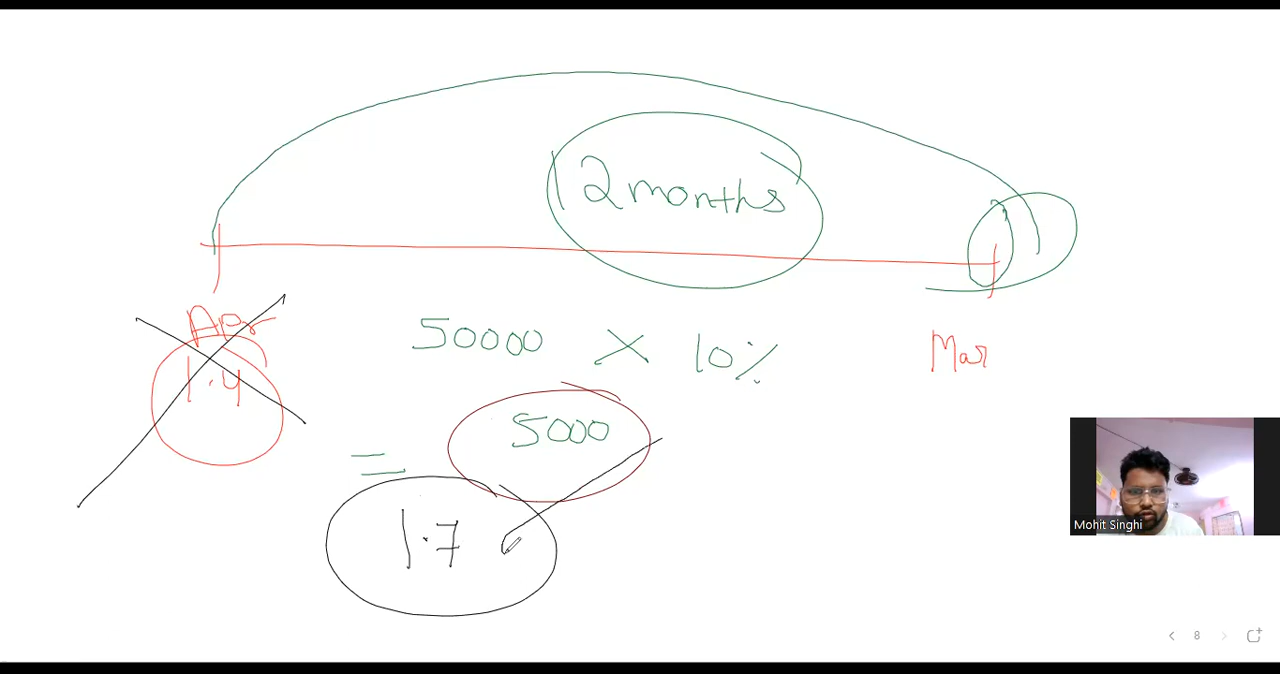 12 months
Apr
1.4
50000 × 10%
Mar
= 5000
1.7
Mohit Singhi
8